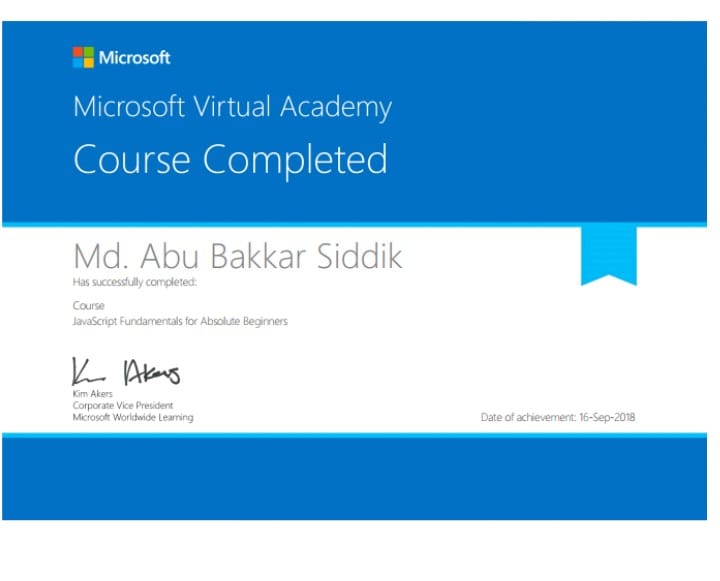 Microsoft
Microsoft Virtual Academy
Course Completed
Md. Abu Bakkar Siddik
Has successfully completed:
Course
JavaScript Fundamentals for Absolute Beginners
Kim Akers
Kim Akers
Corporate Vice President
Microsoft Worldwide Learning
Date of achievement: 16-Sep-2018